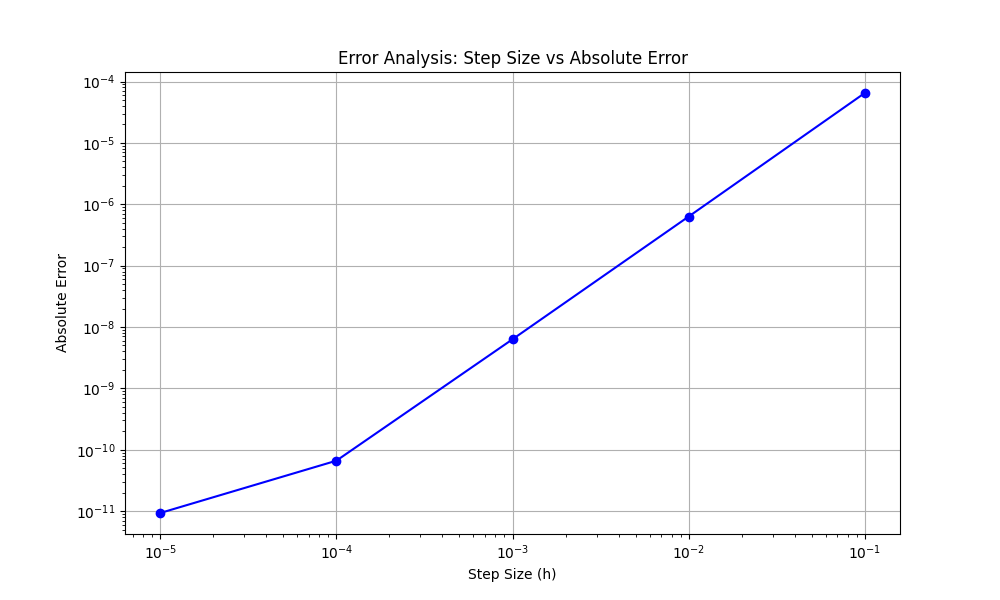 Error Analysis: Step Size vs Absolute Error
10⁻⁴
10⁻⁵
10⁻⁶
10⁻⁷
10⁻⁸
10⁻⁹
10⁻¹⁰
10⁻¹¹
Absolute Error
10⁻⁵ 10⁻⁴ 10⁻³ 10⁻² 10⁻¹
Step Size (h)